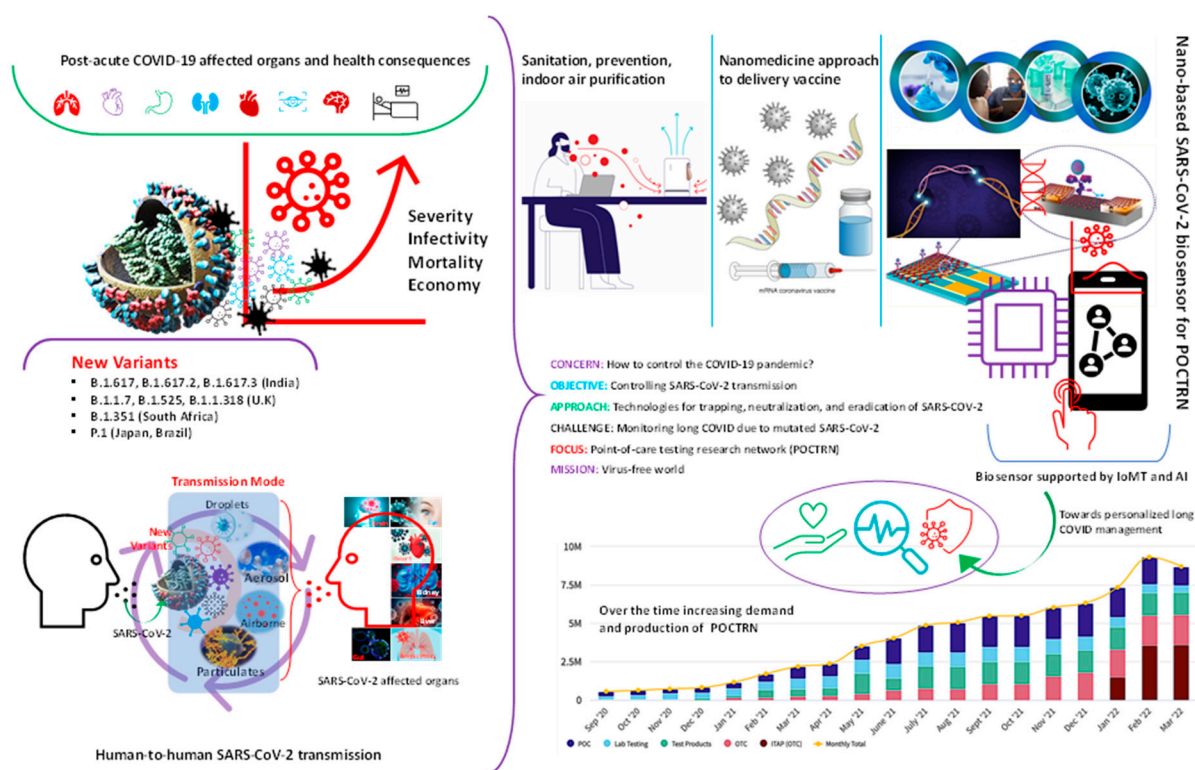 Post-acute COVID-19 affected organs and health consequences
Severity
Infectivity
Mortality
Economy
New Variants
▪ B.1.617, B.1.617.2, B.1.617.3 (India)
▪ B.1.1.7, B.1.525, B.1.1.318 (U.K)
▪ B.1.351 (South Africa)
▪ P.1 (Japan, Brazil)
Transmission Mode
Droplets
New
Variants
Aerosol
Airborne
Particulates
SARS-CoV-2
Heart
Kidney
Liver
Gut
SARS-CoV-2 affected organs
Human-to-human SARS-CoV-2 transmission
Sanitation, prevention,
indoor air purification
Nanomedicine approach
to delivery vaccine
mRNA coronavirus vaccine
Nano-based SARS-CoV-2 biosensor for POCTRN
CONCERN: How to control the COVID-19 pandemic?
OBJECTIVE: Controlling SARS-CoV-2 transmission
APPROACH: Technologies for trapping, neutralization, and eradication of SARS-COV-2
CHALLENGE: Monitoring long COVID due to mutated SARS-CoV-2
FOCUS: Point-of-care testing research network (POCTRN)
MISSION: Virus-free world
Biosensor supported by IoMT and AI
Towards personalized long
COVID management
Over the time increasing demand
and production of POCTRN
10M
7.5M
5M
2.5M
0
Sep '20
Oct '20
Nov '20
Dec '20
Jan '21
Feb '21
Mar '21
Apr '21
May '21
June '21
July '21
Aug '21
Sept '21
Oct '21
Nov '21
Dec '21
Jan '22
Feb '22
Mar '22
POC
Lab Testing
Test Products
OTC
ITAP (OTC)
Monthly Total